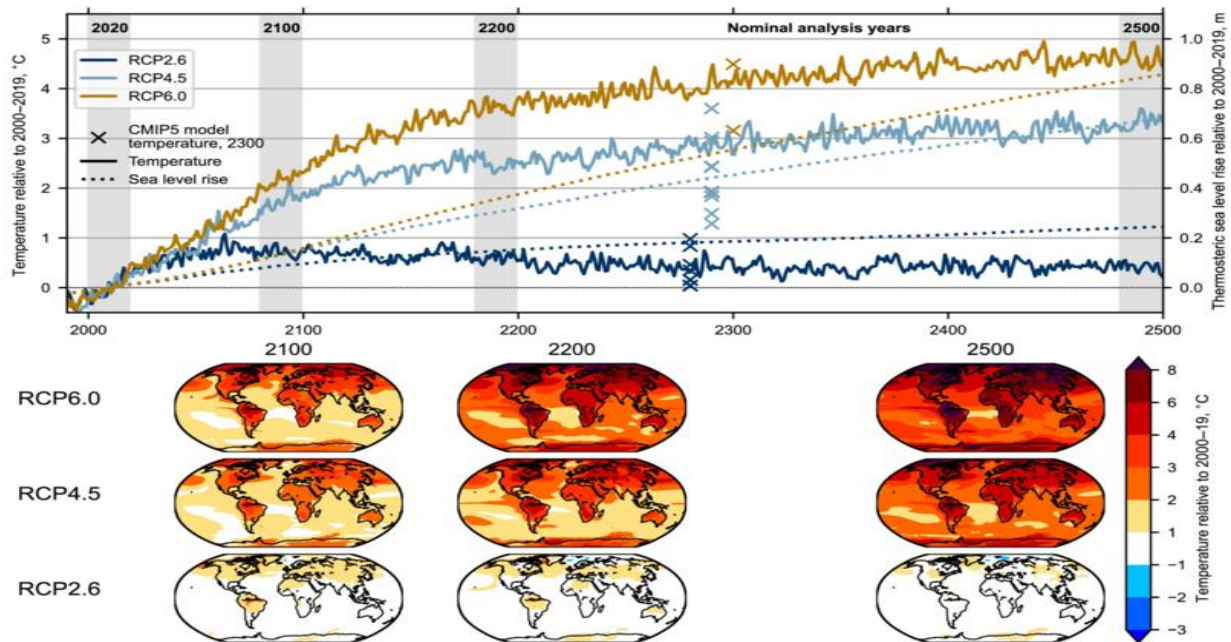 2020 2100 2200 Nominal analysis years 2500
Temperature relative to 2000–2019, °C
5
4
3
2
1
0
RCP2.6
RCP4.5
RCP6.0
CMIP5 model
temperature, 2300
Temperature
Sea level rise
1.0
0.8
0.6
0.4
0.2
0.0
Thermosteric sea level rise relative to 2000–2019, m
2000 2100 2200 2300 2400 2500
2100 2200 2500
RCP6.0
RCP4.5
RCP2.6
8
6
4
3
2
1
-1
-2
-3
Temperature relative to 2000–19, °C